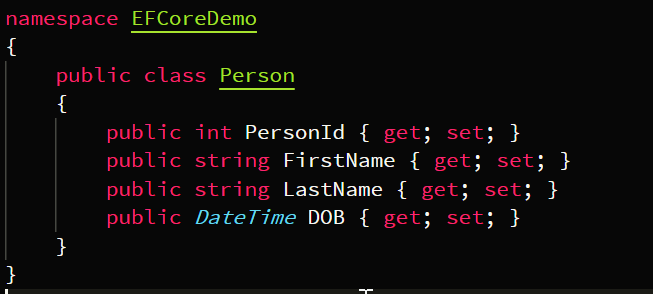 namespace EFCoreDemo
{
    public class Person
    {
        public int PersonId { get; set; }
        public string FirstName { get; set; }
        public string LastName { get; set; }
        public DateTime DOB { get; set; }
    }
}